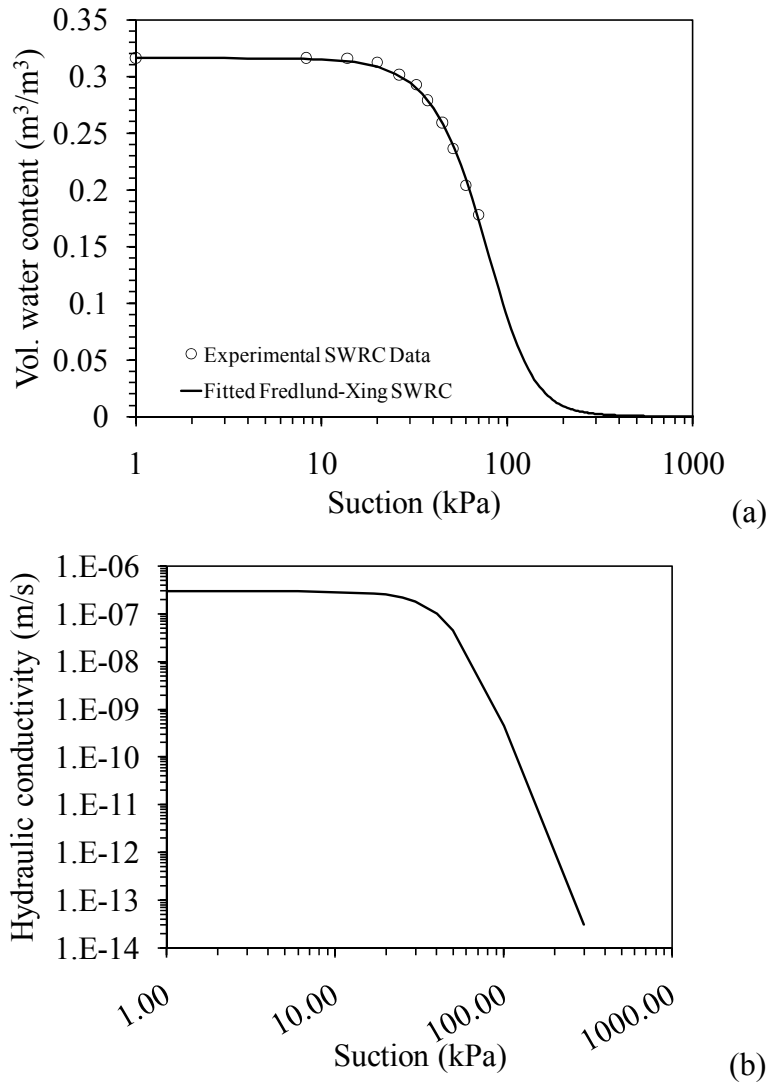 0.35
0.3
0.25
0.2
0.15
0.1
0.05
0
Vol. water content (m³/m³)
Experimental SWRC Data
Fitted Fredlund-Xing SWRC
1 10 100 1000
Suction (kPa)
(a)
1.E-06
1.E-07
1.E-08
1.E-09
1.E-10
1.E-11
1.E-12
1.E-13
1.E-14
Hydraulic conductivity (m/s)
1.00 10.00 100.00 1000.00
Suction (kPa)
(b)